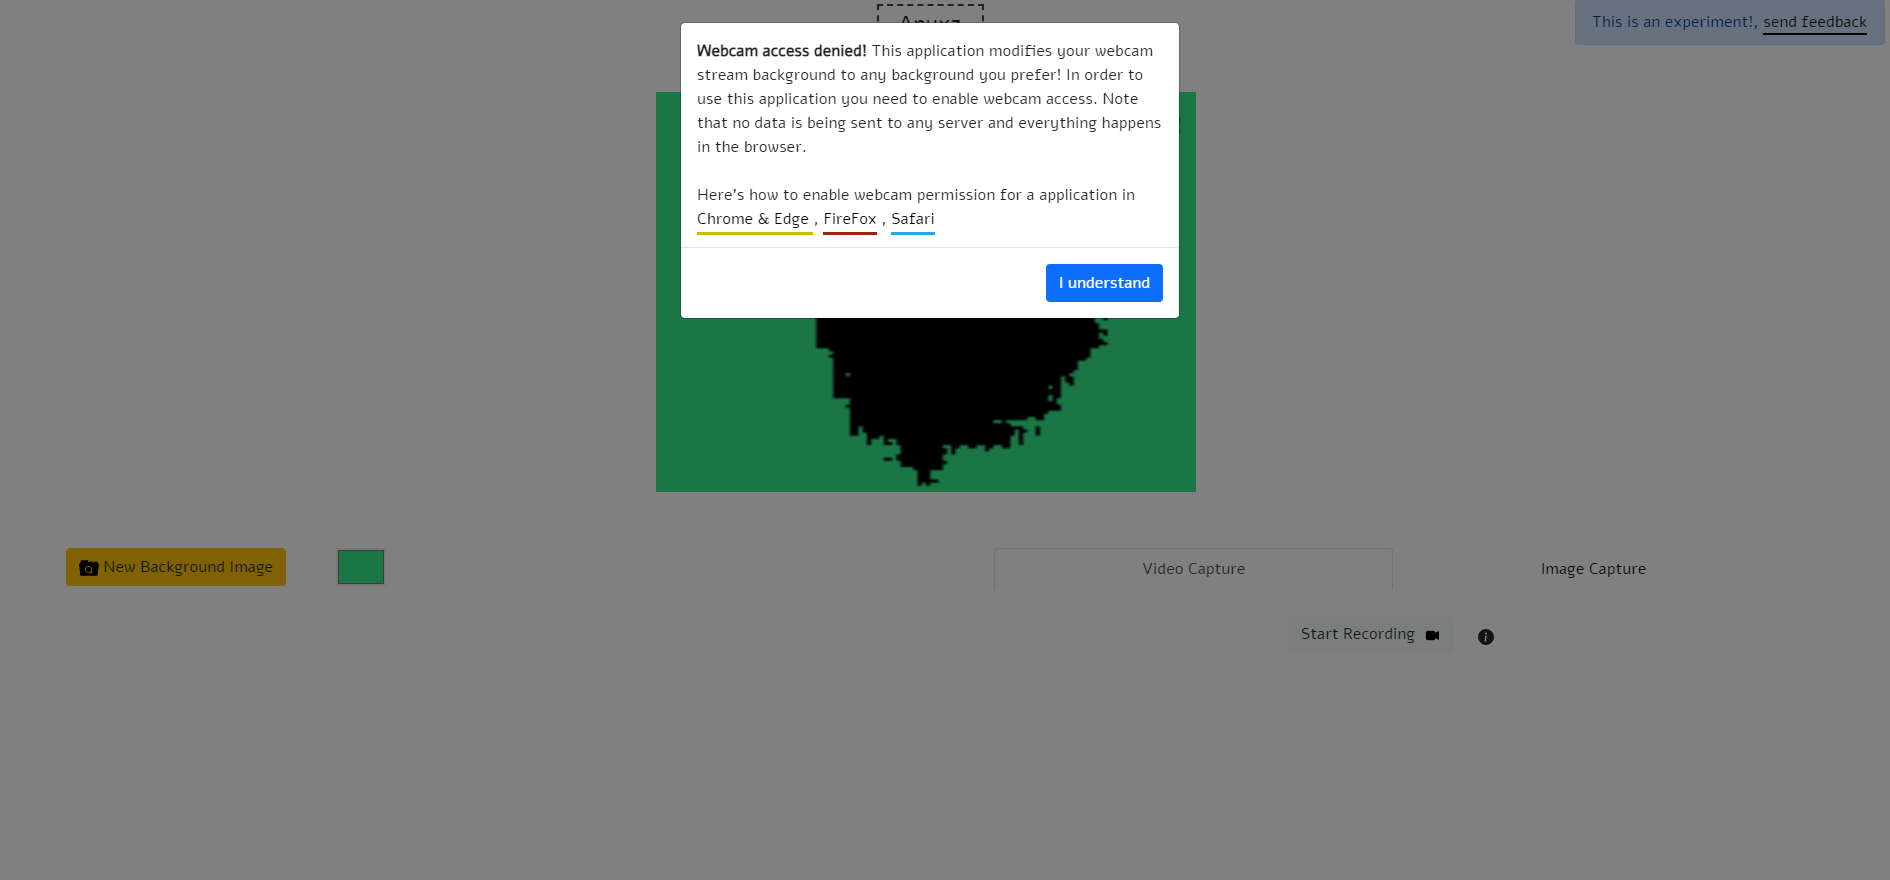 This is an experiment!, send feedback
Webcam access denied! This application modifies your webcam
stream background to any background you prefer! In order to
use this application you need to enable webcam access. Note
that no data is being sent to any server and everything happens
in the browser.
Here's how to enable webcam permission for a application in
Chrome & Edge , FireFox , Safari
I understand
New Background Image
Video Capture
Image Capture
Start Recording